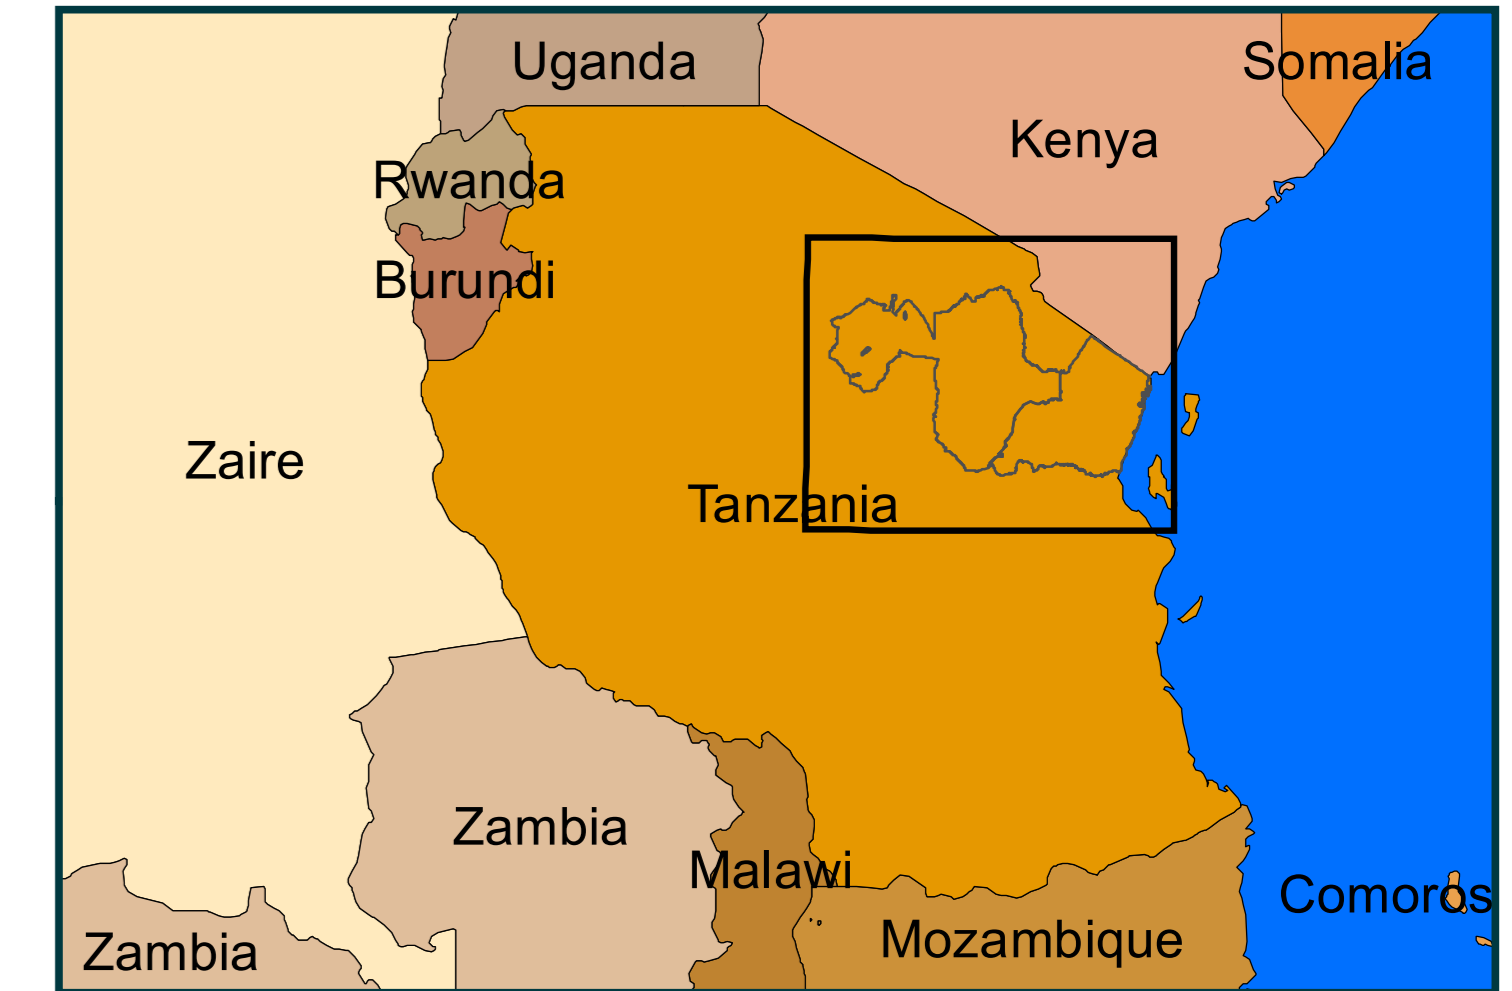 Uganda
Somalia
Kenya
Rwanda
Burundi
Zaire
Tanzania
Zambia
Malawi
Comoros
Mozambique
Zambia